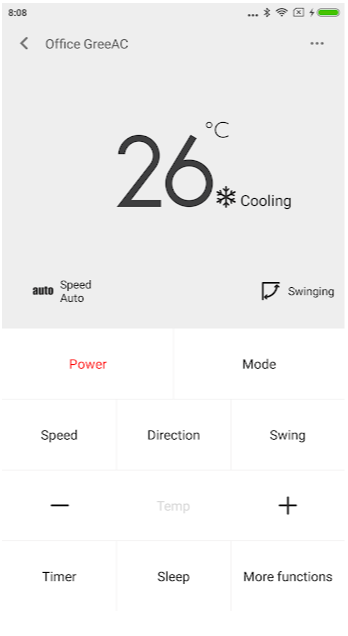 8:08
Office GreeAC
26 °C
Cooling
auto Speed
Auto
Swinging
Power Mode
Speed Direction Swing
− Temp +
Timer Sleep More functions